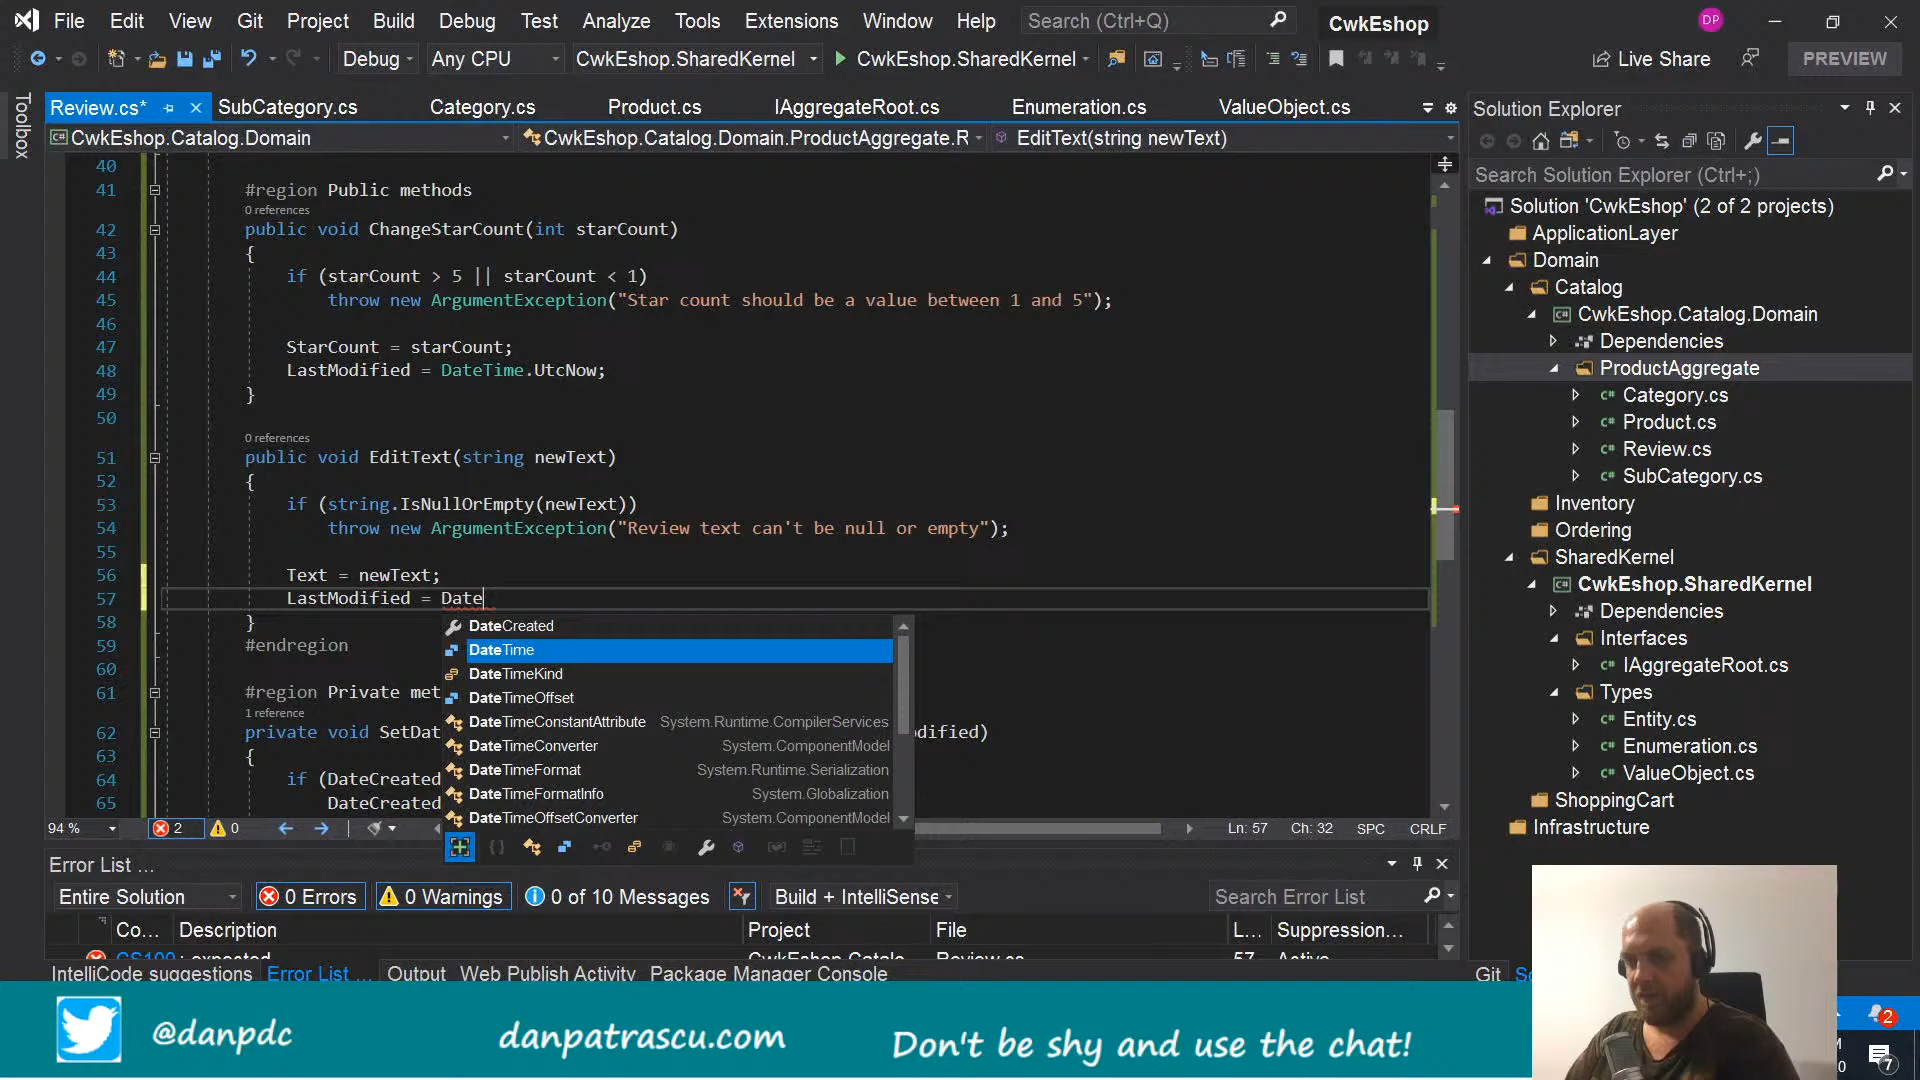 File Edit View Git Project Build Debug Test Analyze Tools Extensions Window Help Search (Ctrl+Q) CwkEshop DP
Debug Any CPU CwkEshop.SharedKernel CwkEshop.SharedKernel Live Share PREVIEW
Toolbox
Review.cs* SubCategory.cs Category.cs Product.cs IAggregateRoot.cs Enumeration.cs ValueObject.cs
CwkEshop.Catalog.Domain CwkEshop.Catalog.Domain.ProductAggregate.R EditText(string newText)
40
41 #region Public methods
0 references
42 public void ChangeStarCount(int starCount)
43 {
44 if (starCount > 5 || starCount < 1)
45 throw new ArgumentException("Star count should be a value between 1 and 5");
46
47 StarCount = starCount;
48 LastModified = DateTime.UtcNow;
49 }
50
0 references
51 public void EditText(string newText)
52 {
53 if (string.IsNullOrEmpty(newText))
54 throw new ArgumentException("Review text can't be null or empty");
55
56 Text = newText;
57 LastModified = Date
58 }
59 #endregion
60
61 #region Private met
1 reference
62 private void SetDat dified)
63 {
64 if (DateCreated
65 DateCreated
DateCreated
DateTime
DateTimeKind
DateTimeOffset
DateTimeConstantAttribute System.Runtime.CompilerServices
DateTimeConverter System.ComponentModel
DateTimeFormat System.Runtime.Serialization
DateTimeFormatInfo System.Globalization
DateTimeOffsetConverter System.ComponentModel
94 % 2 0 Ln: 57 Ch: 32 SPC CRLF
Error List ...
Entire Solution 0 Errors 0 Warnings 0 of 10 Messages Build + IntelliSense Search Error List
Co... Description Project File L... Suppression...
IntelliCode suggestions Error List ... Output Web Publish Activity Package Manager Console
Solution Explorer
Search Solution Explorer (Ctrl+;)
Solution 'CwkEshop' (2 of 2 projects)
ApplicationLayer
Domain
Catalog
CwkEshop.Catalog.Domain
Dependencies
ProductAggregate
Category.cs
Product.cs
Review.cs
SubCategory.cs
Inventory
Ordering
SharedKernel
CwkEshop.SharedKernel
Dependencies
Interfaces
IAggregateRoot.cs
Types
Entity.cs
Enumeration.cs
ValueObject.cs
ShoppingCart
Infrastructure
Git
@danpdc danpatrascu.com Don't be shy and use the chat!
2
7